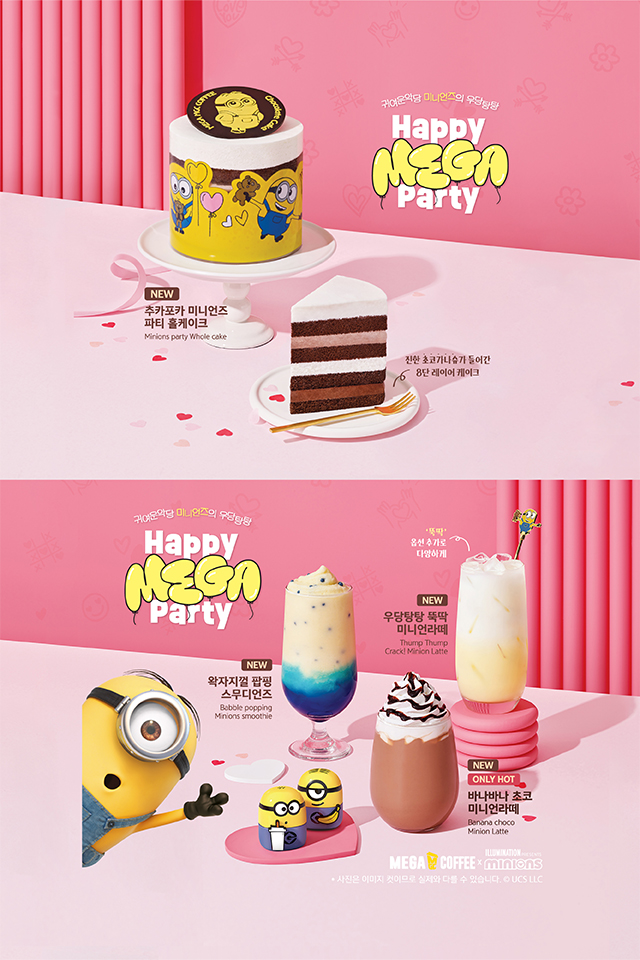 MEGA MGC COFFEE
Chocolate Cake
귀여운악당 미니언즈의 우당탕탕
Happy
MEGA
Party
NEW
추카포카 미니언즈
파티 홀케이크
Minions party Whole cake
진한 초코가나슈가 들어간
8단 레이어 케이크
귀여운악당 미니언즈의 우당탕탕
Happy
MEGA
Party
'뚝딱'
옵션 추가로
다양하게
NEW
우당탕탕 뚝딱
미니언라떼
Thump Thump
Crack! Minion Latte
NEW
왁자지껄 팝핑
스무디언즈
Babble popping
Minions smoothie
NEW
ONLY HOT
바나바나 초코
미니언라떼
Banana choco
Minion Latte
MEGA COFFEE x ILLUMINATION PRESENTS minions
* 사진은 이미지 컷이므로 실제와 다를 수 있습니다. © UCS LLC